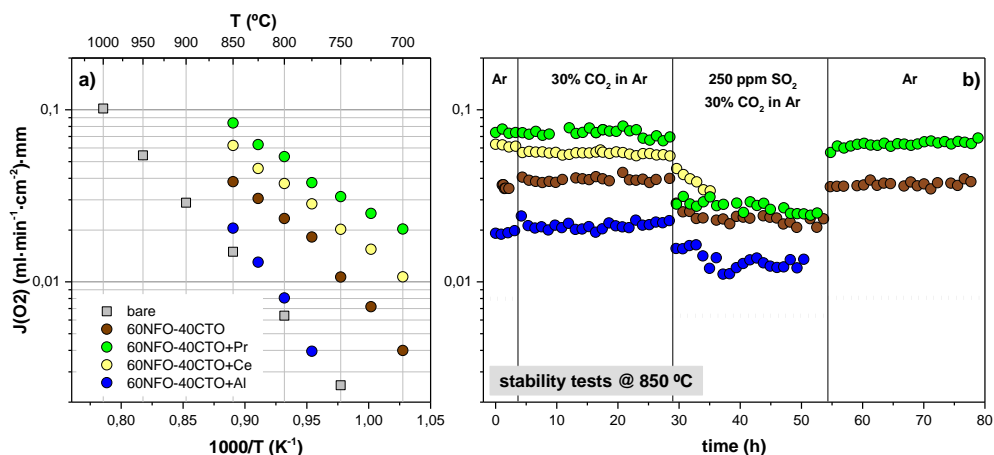 T (ºC)
1000 950 900 850 800 750 700
a)
0,1
0,01
J(O2) (ml·min⁻¹·cm⁻²)·mm
bare
60NFO-40CTO
60NFO-40CTO+Pr
60NFO-40CTO+Ce
60NFO-40CTO+Al
0,80 0,85 0,90 0,95 1,00 1,05
1000/T (K⁻¹)
Ar
30% CO₂ in Ar
250 ppm SO₂
30% CO₂ in Ar
Ar
b)
0,1
0,01
stability tests @ 850 ºC
0 10 20 30 40 50 60 70 80
time (h)